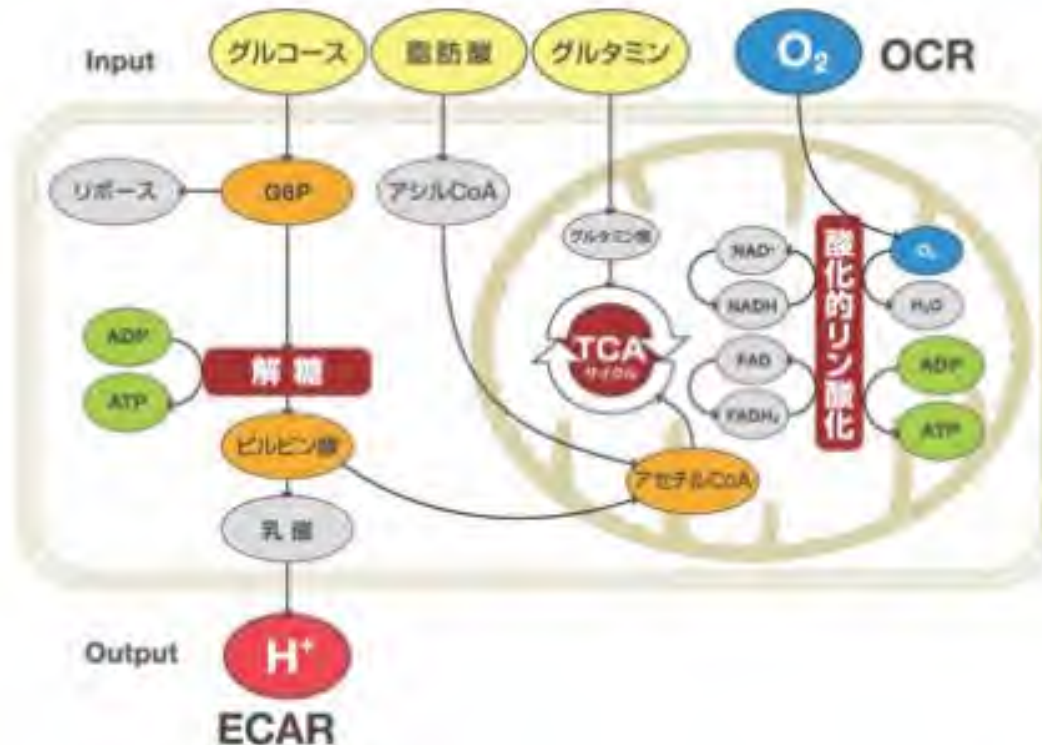 Input
グルコース
脂肪酸
グルタミン
O₂
OCR
リボース
G6P
アシルCoA
グルタミン酸
NAD⁺
NADH
FAD
FADH₂
酸化的リン酸化
O₂
H₂O
ADP
ATP
ADP
ATP
解糖
TCA
サイクル
ピルビン酸
アセチルCoA
乳酸
Output
H⁺
ECAR